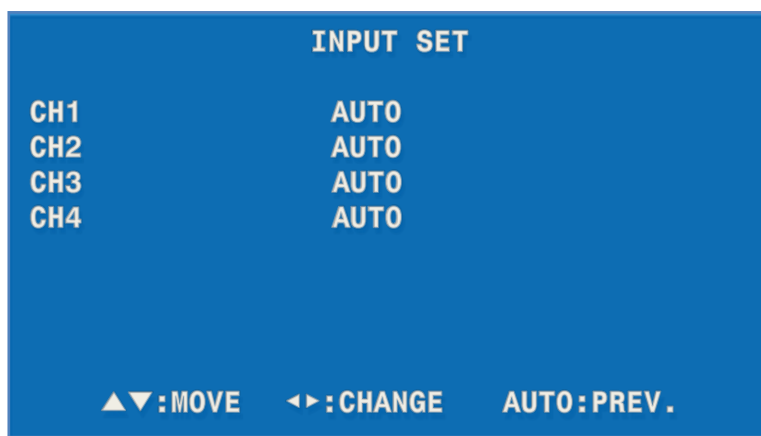 INPUT SET
CH1 AUTO
CH2 AUTO
CH3 AUTO
CH4 AUTO
▲▼:MOVE ◄►:CHANGE AUTO:PREV.